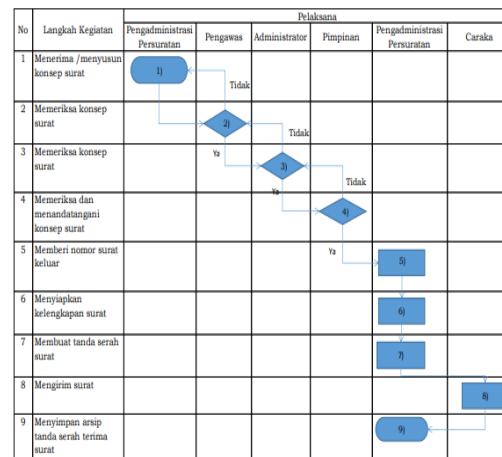 Pelaksana
No Langkah Kegiatan Pengadministrasi Persuratan Pengawas Administrator Pimpinan Pengadministrasi Persuratan Caraka
1 Menerima /menyusun
konsep surat
1)
Tidak
2 Memeriksa konsep
surat
2)
Tidak
3 Memeriksa konsep
surat
Ya
3)
Tidak
4 Memeriksa dan
menandatangani
konsep surat
Ya
4)
5 Memberi nomor surat
keluar
Ya
5)
6 Menyiapkan
kelengkapan surat
6)
7 Membuat tanda serah
surat
7)
8 Mengirim surat
8)
9 Menyimpan arsip
tanda serah terima
surat
9)